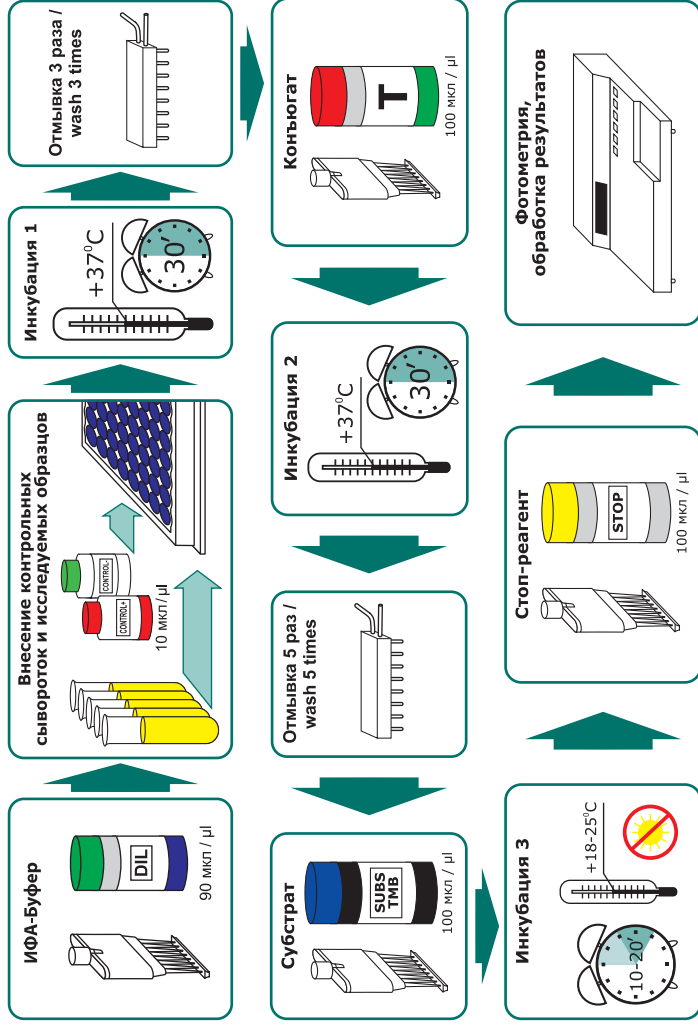 ИФА-Буфер
DIL
90 мкл / µl
Внесение контрольных
сывороток и исследуемых образцов
CONTROL+
CONTROL-
10 мкл/µl
Инкубация 1
+37⁰C
30′
Отмывка 3 раза /
wash 3 times
Конъюгат
T
100 мкл / µl
Инкубация 2
+37⁰C
30′
Отмывка 5 раз /
wash 5 times
Субстрат
SUBS
TMB
100 мкл / µl
Инкубация 3
10-20′
+18-25⁰C
Стоп-реагент
STOP
100 мкл / µl
Фотометрия,
обработка результатов